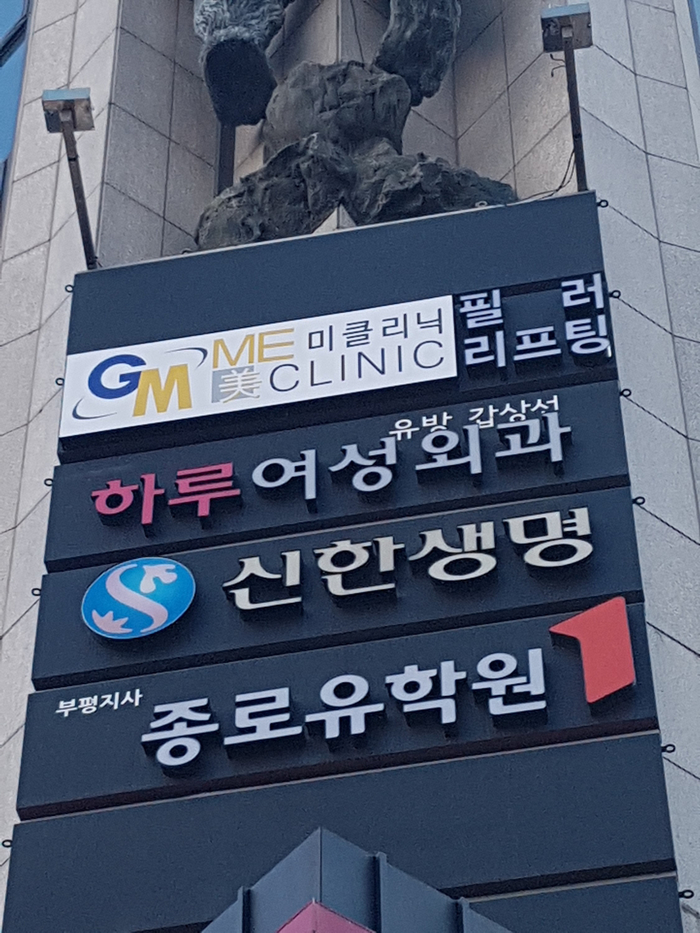 GM ME 美 미클리닉 CLINIC 필러 리프팅
유방 갑상선
하루여성외과
S 신한생명
부평지사 종로유학원 1